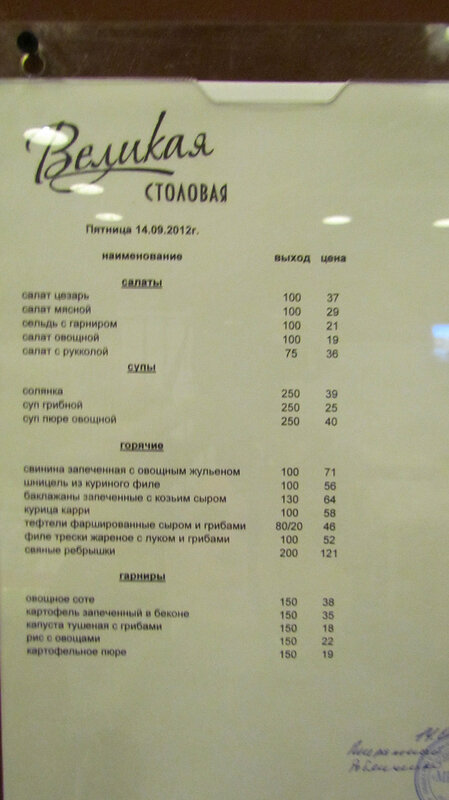 Великая
СТОЛОВАЯ
Пятница 14.09.2012г.
наименование выход цена
салаты
салат цезарь 100 37
салат мясной 100 29
сельдь с гарниром 100 21
салат овощной 100 19
салат с рукколой 75 36
супы
солянка 250 39
суп грибной 250 25
суп пюре овощной 250 40
горячие
свинина запеченная с овощным жульеном 100 71
шницель из куриного филе 100 56
баклажаны запеченные с козьим сыром 130 64
курица карри 100 58
тефтели фаршированные сыром и грибами 80/20 46
филе трески жареное с луком и грибами 100 52
свяные ребрышки 200 121
гарниры
овощное соте 150 38
картофель запеченный в беконе 150 35
капуста тушеная с грибами 150 18
рис с овощами 150 22
картофельное пюре 150 19